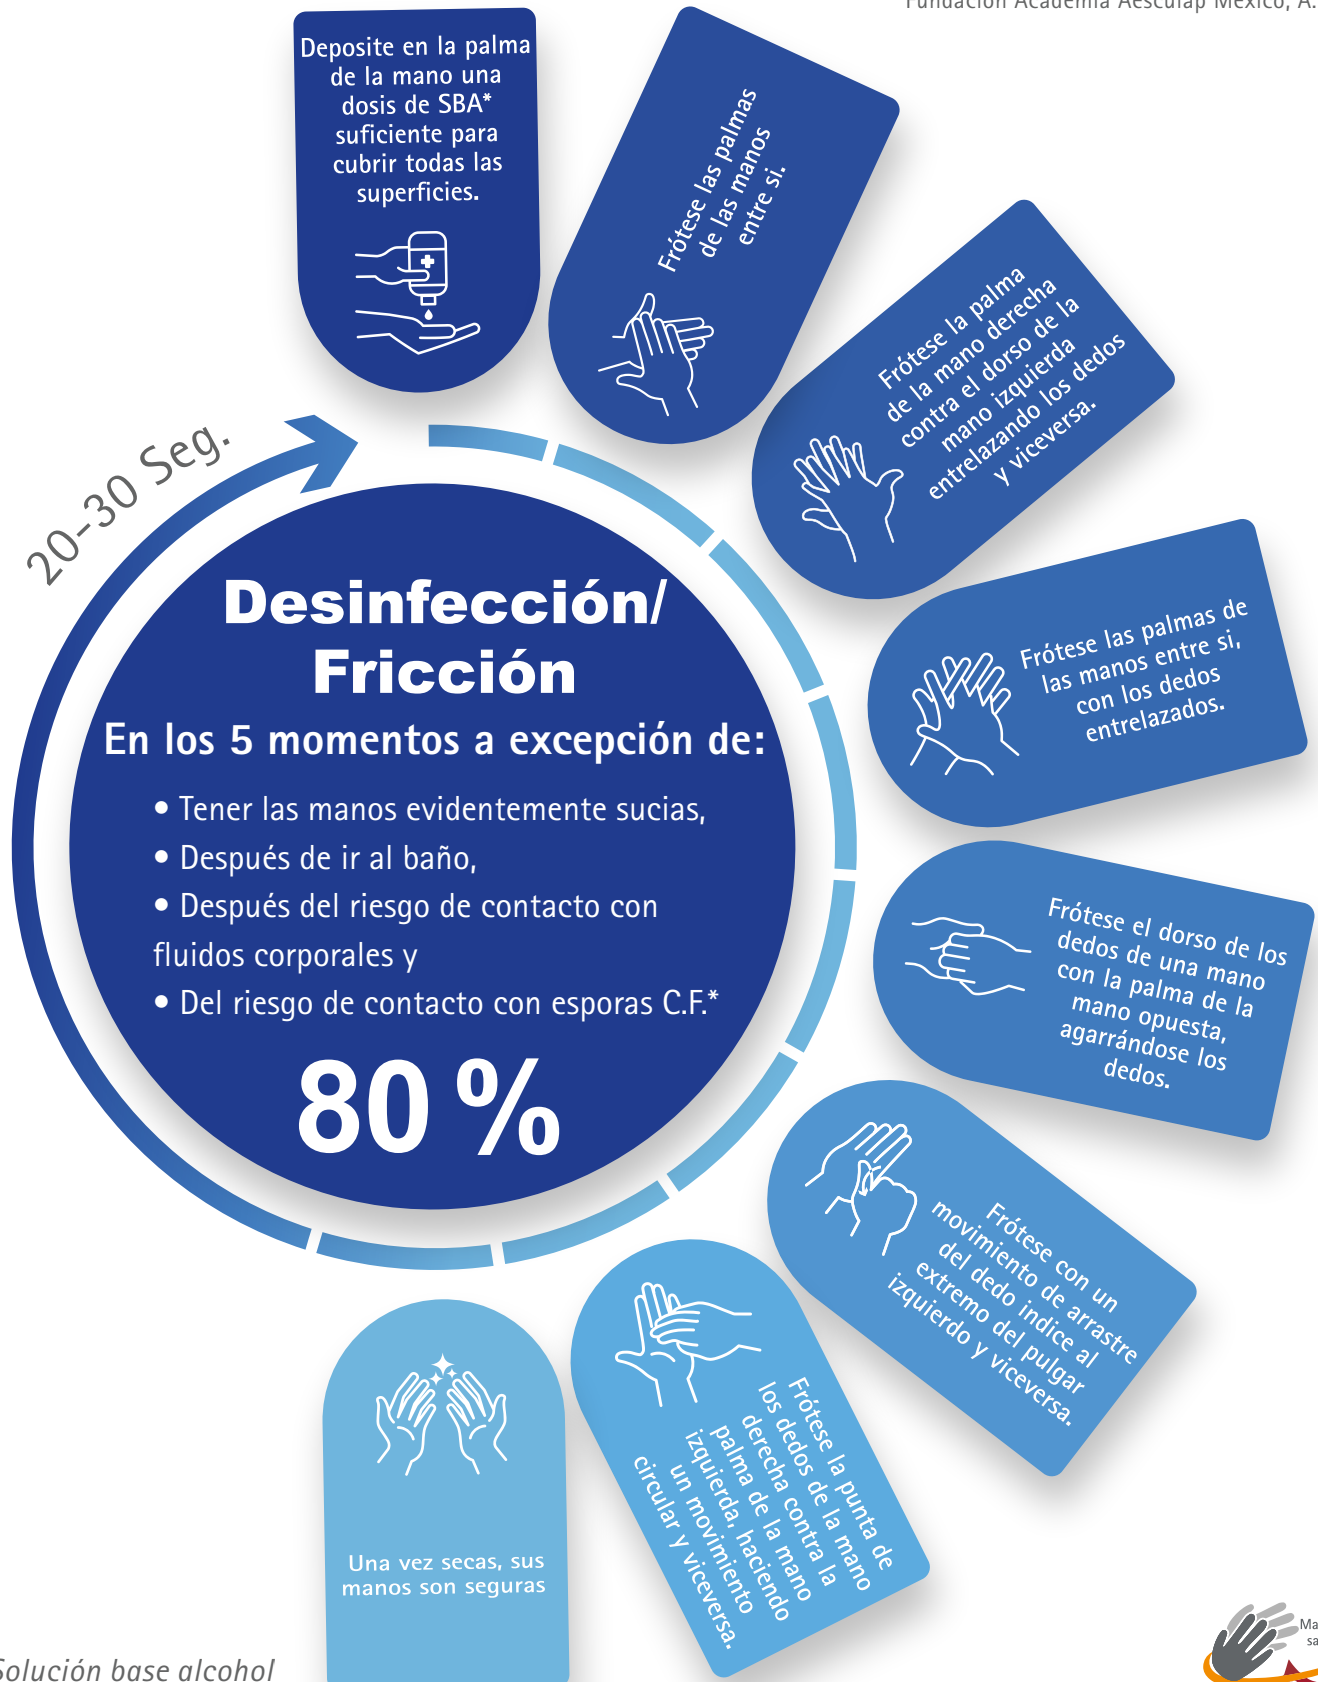 Fundación Academia Aesculap México, A.
Deposite en la palma
de la mano una
dosis de SBA*
suficiente para
cubrir todas las
superficies.
Frótese las palmas
de las manos
entre si.
Frótese la palma
de la mano derecha
contra el dorso de la
mano izquierda
entrelazando los dedos
y viceversa.
Frótese las palmas de
las manos entre si,
con los dedos
entrelazados.
Frótese el dorso de los
dedos de una mano
con la palma de la
mano opuesta,
agarrándose los
dedos.
Frótese con un
movimiento de arrastre
del dedo indice al
extremo del pulgar
izquierdo y viceversa.
Frótese la punta de
los dedos de la mano
derecha contra la
palma de la mano
izquierda, haciendo
un movimiento
circular y viceversa.
Una vez secas, sus
manos son seguras
20-30 Seg.
Desinfección/
Fricción
En los 5 momentos a excepción de:
• Tener las manos evidentemente sucias,
• Después de ir al baño,
• Después del riesgo de contacto con
fluidos corporales y
• Del riesgo de contacto con esporas C.F.*
80 %
Solución base alcohol